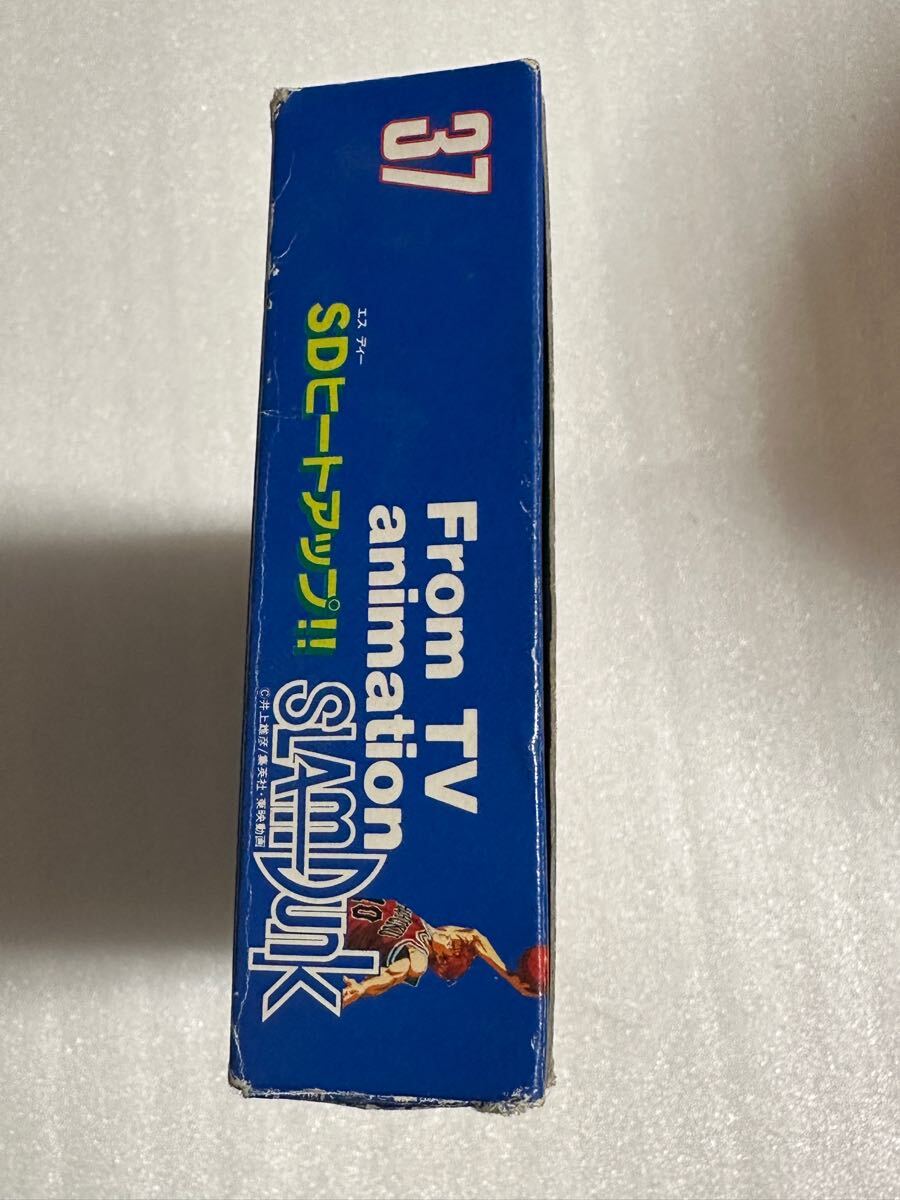 37
エス ディー
SDヒートアップ!!
From TV
animation
SLAM DUNK
©井上雄彦/集英社・東映動画
10